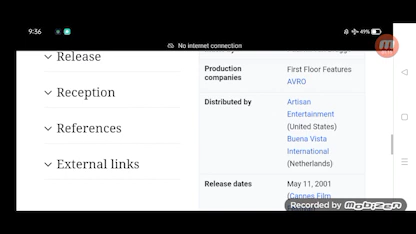 9:36
49%
No internet connection
Release
Reception
References
External links
Production
companies
First Floor Features
AVRO
Distributed by
Artisan
Entertainment
(United States)
Buena Vista
International
(Netherlands)
Release dates
May 11, 2001
(Cannes Film
Recorded by
Mobizen